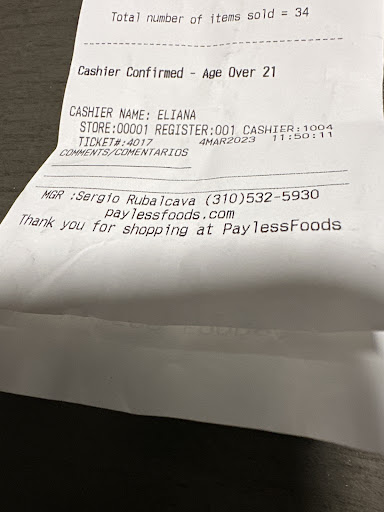 Total number of items sold = 34
Cashier Confirmed - Age Over 21
CASHIER NAME: ELIANA
STORE:00001 REGISTER:001 CASHIER:1004
TICKET#:4017 4MAR2023 11:50:11
COMMENTS/COMENTARIOS
MGR :Sergio Rubalcava (310)532-5930
paylessfoods.com
Thank you for shopping at PaylessFoods